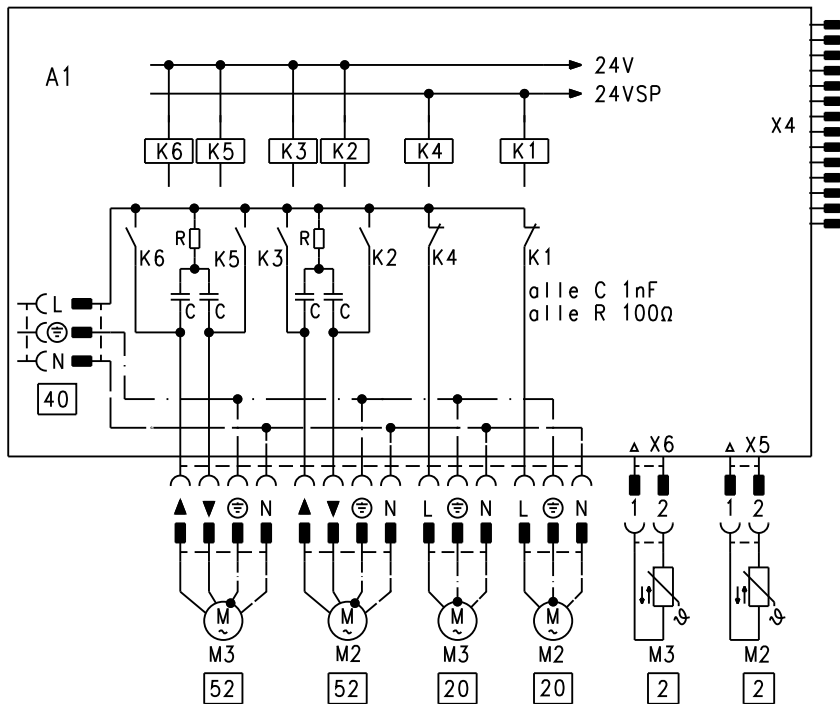 24V
A1
24VSP
X4
K6 K5 K3 K2 K4 K1
R R
K6 K5 K3 K2 K4 K1
C C C C
alle C 1nF
alle R 100Ω
L
N
40
X6 X5
N N L N L N 1 2 1 2
M M M M
~ ~ ~ ~
ϑ ϑ
M3 M2 M3 M2 M3 M2
52 52 20 20 2 2